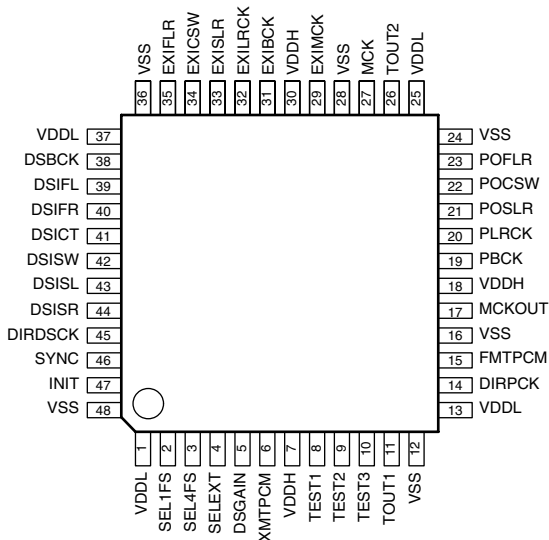 VSS
EXIFLR
EXICSW
EXISLR
EXILRCK
EXIBCK
VDDH
EXIMCK
VSS
MCK
TOUT2
VDDL
36
35
34
33
32
31
30
29
28
27
26
25
VDDL 37
DSBCK 38
DSIFL 39
DSIFR 40
DSICT 41
DSISW 42
DSISL 43
DSISR 44
DIRDSCK 45
SYNC 46
INIT 47
VSS 48
24 VSS
23 POFLR
22 POCSW
21 POSLR
20 PLRCK
19 PBCK
18 VDDH
17 MCKOUT
16 VSS
15 FMTPCM
14 DIRPCK
13 VDDL
1
2
3
4
5
6
7
8
9
10
11
12
VDDL
SEL1FS
SEL4FS
SELEXT
DSGAIN
XMTPCM
VDDH
TEST1
TEST2
TEST3
TOUT1
VSS